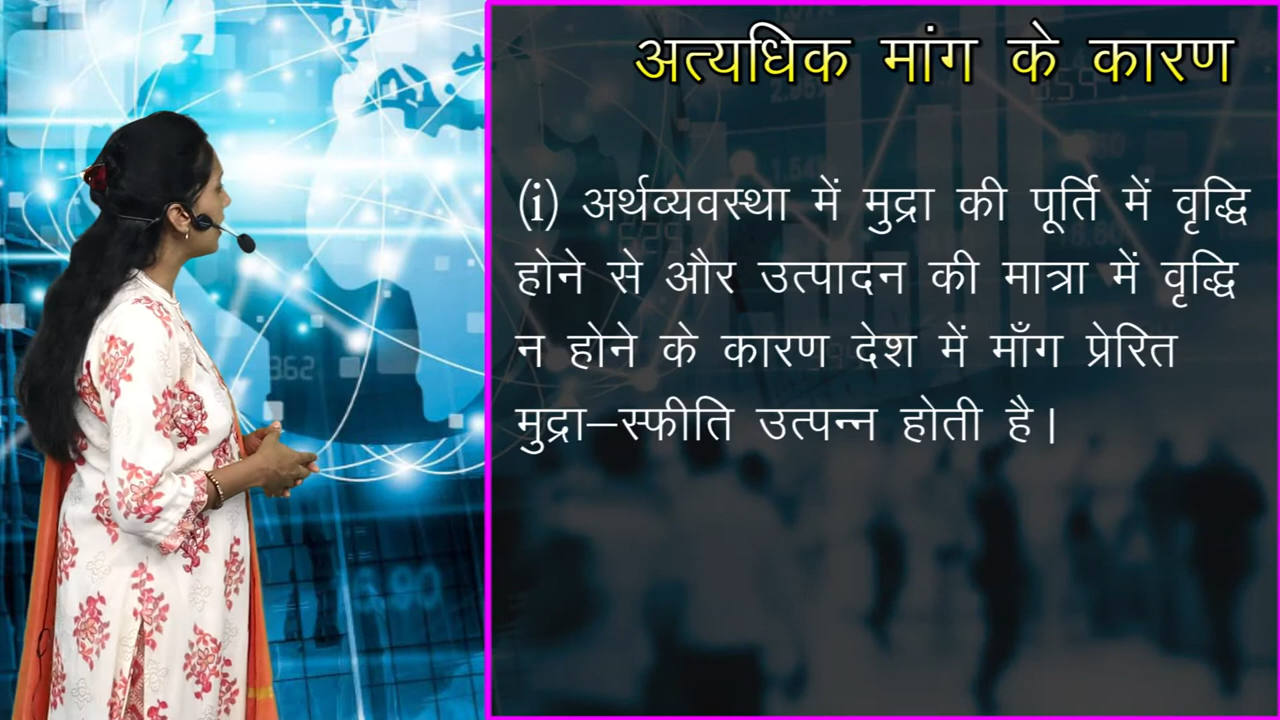 अत्यधिक मांग के कारण
(i) अर्थव्यवस्था में मुद्रा की पूर्ति में वृद्धि
होने से और उत्पादन की मात्रा में वृद्धि
न होने के कारण देश में माँग प्रेरित
मुद्रा–स्फीति उत्पन्न होती है।